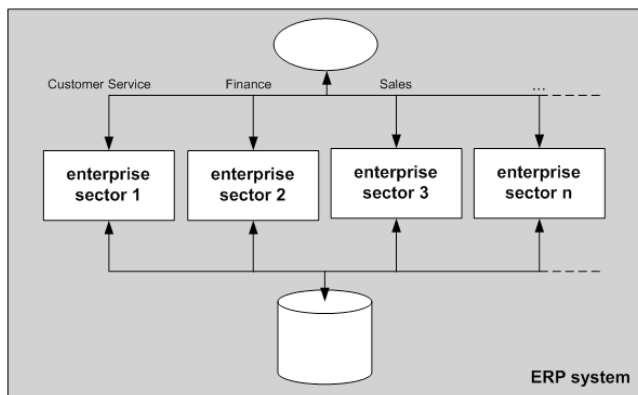 Customer Service
Finance
Sales
...
enterprise
sector 1
enterprise
sector 2
enterprise
sector 3
enterprise
sector n
ERP system